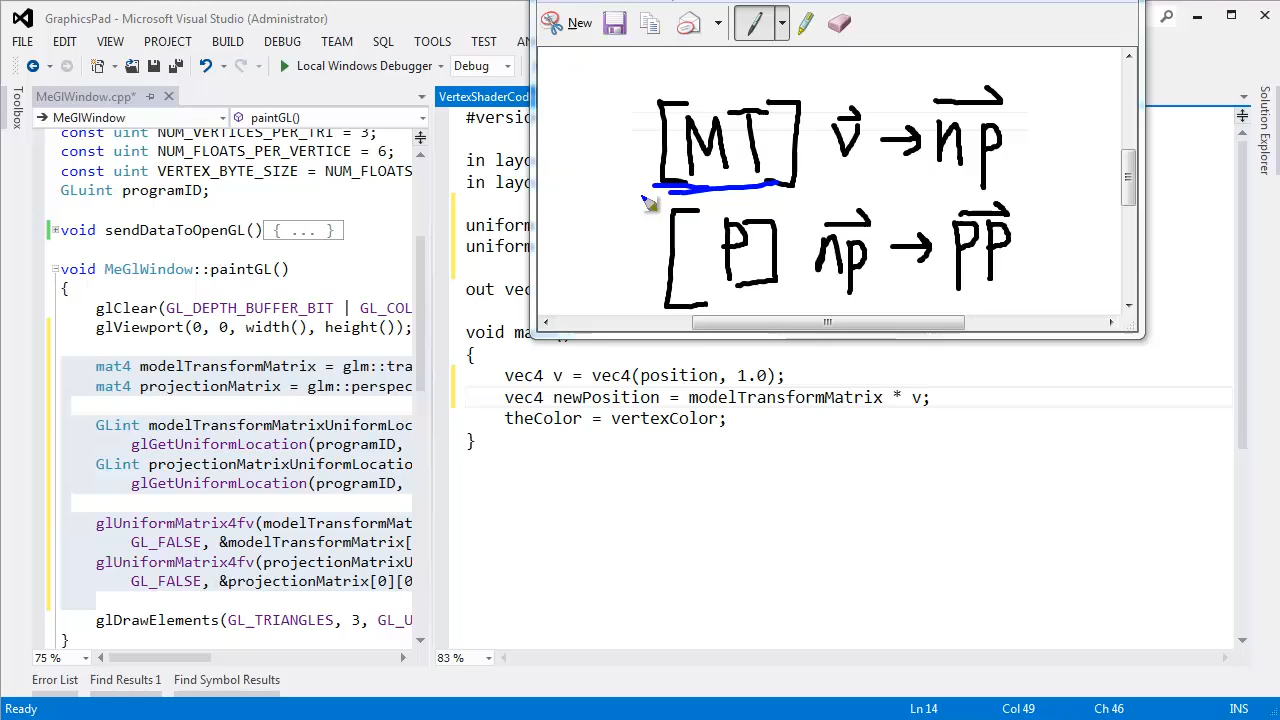 GraphicsPad - Microsoft Visual Studio (Administrator)
FILE EDIT VIEW PROJECT BUILD DEBUG TEAM SQL TOOLS TEST
Local Windows Debugger Debug
New
Toolbox
MeGlWindow.cpp*
MeGlWindow paintGL()
const uint NUM_VERTICES_PER_TRI = 3;
const uint NUM_FLOATS_PER_VERTICE = 6;
const uint VERTEX_BYTE_SIZE = NUM_FLOATS
GLuint programID;
void sendDataToOpenGL() { ... }
void MeGlWindow::paintGL()
{
glClear(GL_DEPTH_BUFFER_BIT | GL_COL
glViewport(0, 0, width(), height());
mat4 modelTransformMatrix = glm::tra
mat4 projectionMatrix = glm::perspec
GLint modelTransformMatrixUniformLoc
glGetUniformLocation(programID,
GLint projectionMatrixUniformLocatio
glGetUniformLocation(programID,
glUniformMatrix4fv(modelTransformMat
GL_FALSE, &modelTransformMatrix[
glUniformMatrix4fv(projectionMatrixU
GL_FALSE, &projectionMatrix[0][0
glDrawElements(GL_TRIANGLES, 3, GL_U
}
75 %
VertexShaderCod
#versio
in layo
in layo
uniform
uniform
out vec
void ma
{
vec4 v = vec4(position, 1.0);
vec4 newPosition = modelTransformMatrix * v;
theColor = vertexColor;
}
83 %
[MT] v → np
[P] np → pp
Solution Explorer
Error List Find Results 1 Find Symbol Results
Ready Ln 14 Col 49 Ch 46 INS